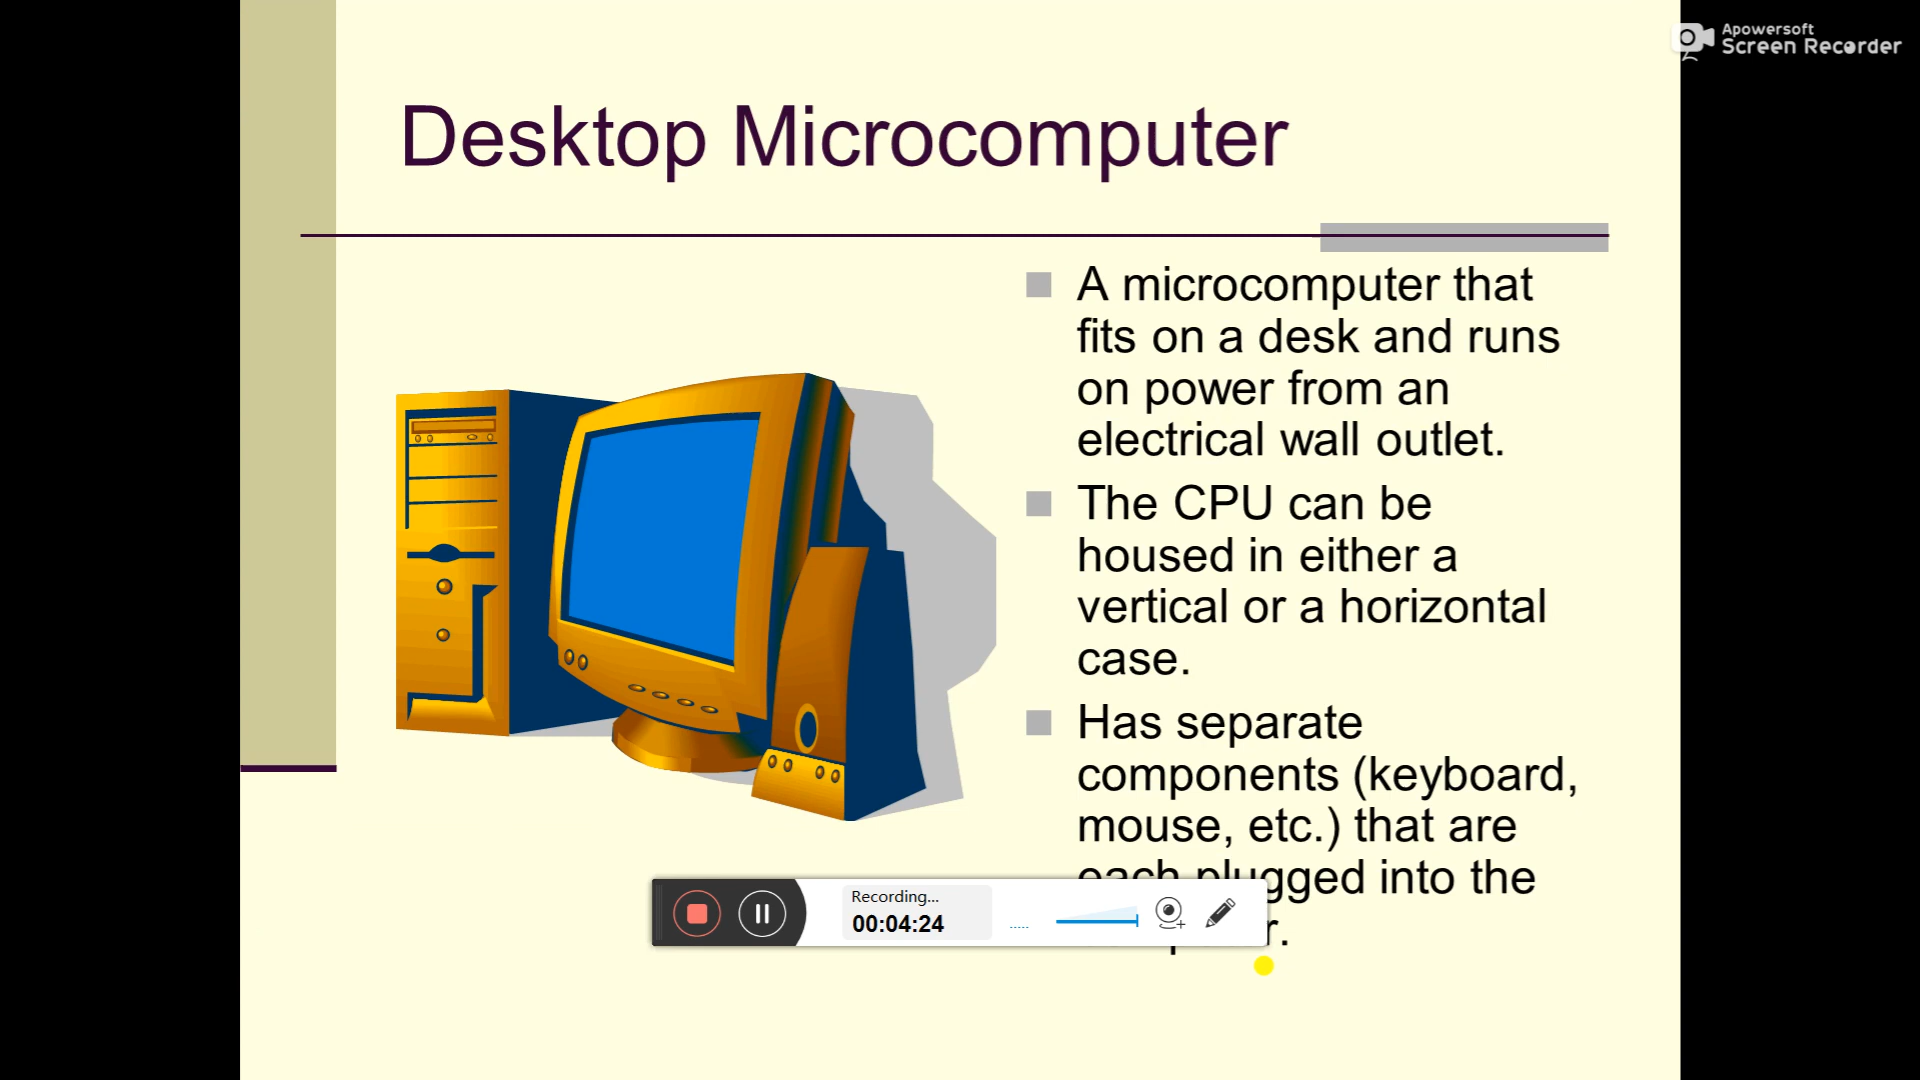 Apowersoft
Screen Recorder
Desktop Microcomputer
A microcomputer that
fits on a desk and runs
on power from an
electrical wall outlet.
The CPU can be
housed in either a
vertical or a horizontal
case.
Has separate
components (keyboard,
mouse, etc.) that are
each plugged into the
Recording...
00:04:24